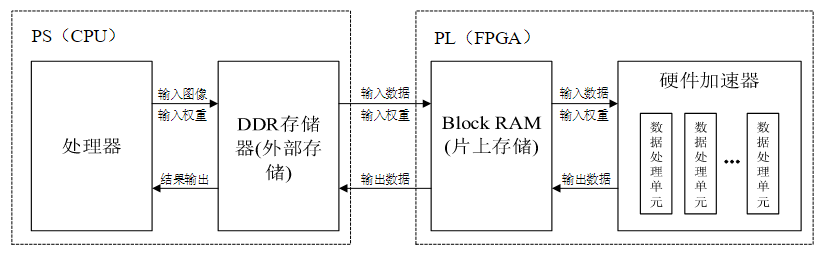 PS（CPU）
PL（FPGA）
处理器
输入图像
输入权重
结果输出
DDR存储
器(外部存
储)
输入数据
输入权重
输出数据
Block RAM
(片上存储)
输入数据
输入权重
输出数据
硬件加速器
数据处理单元
数据处理单元
...
数据处理单元